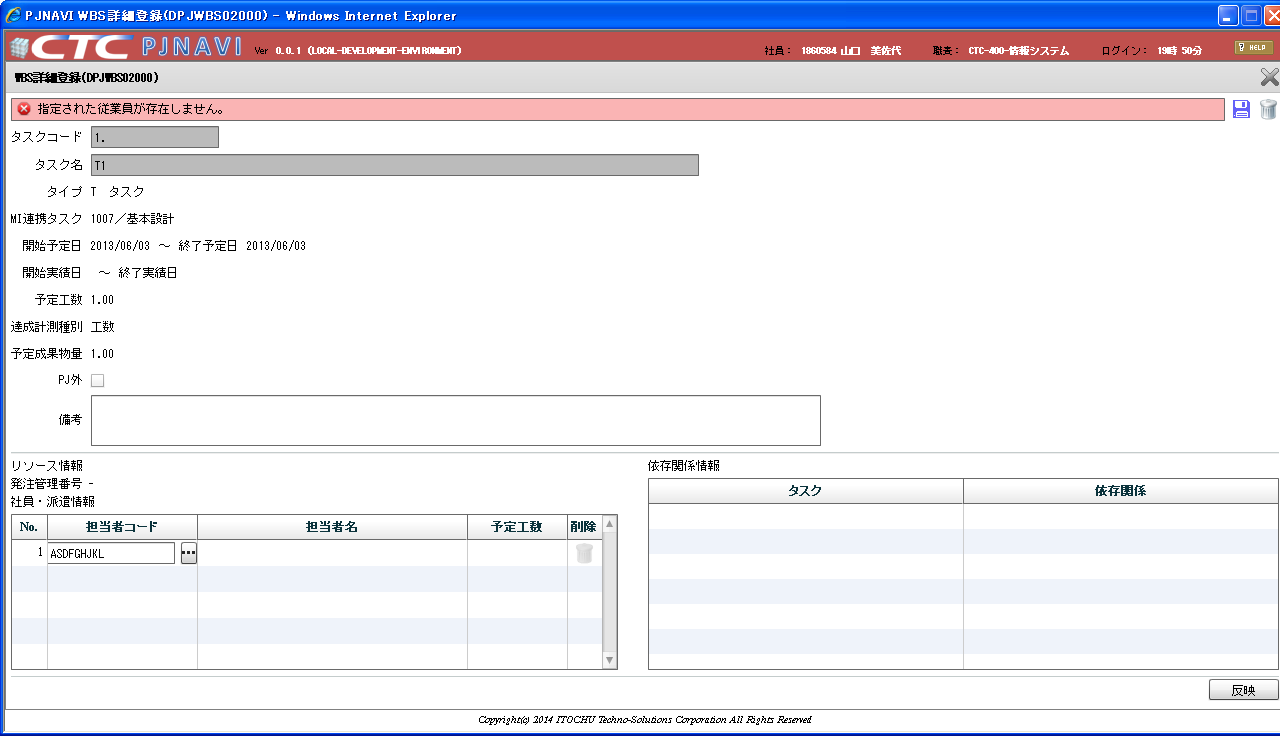 PJNAVI WBS詳細登録(DPJWBS02000) - Windows Internet Explorer
CTC PJNAVI Ver 0.0.1 (LOCAL-DEVELOPMENT-ENVIRONMENT) 社員： 1860584 山口 美佐代 職責： CTC-400-情報システム ログイン： 19時 50分 ? HELP
WBS詳細登録(DPJWBS02000)
指定された従業員が存在しません。
タスクコード 1.
タスク名 T1
タイプ T タスク
MI連携タスク 1007／基本設計
開始予定日 2013/06/03 ～ 終了予定日 2013/06/03
開始実績日 ～ 終了実績日
予定工数 1.00
達成計測種別 工数
予定成果物量 1.00
PJ外
備考
リソース情報
発注管理番号 -
社員・派遣情報
No. 担当者コード 担当者名 予定工数 削除
1 ASDFGHJKL ...
依存関係情報
タスク 依存関係
反映
Copyright(c) 2014 ITOCHU Techno-Solutions Corporation All Rights Reserved